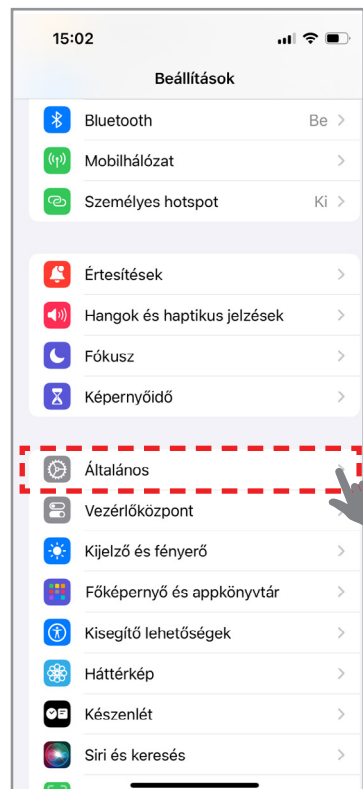 15:02
Beállítások
Bluetooth Be
Mobilhálózat
Személyes hotspot Ki
Értesítések
Hangok és haptikus jelzések
Fókusz
Képernyőidő
Általános
Vezérlőközpont
Kijelző és fényerő
Főképernyő és appkönyvtár
Kisegítő lehetőségek
Háttérkép
Készenlét
Siri és keresés